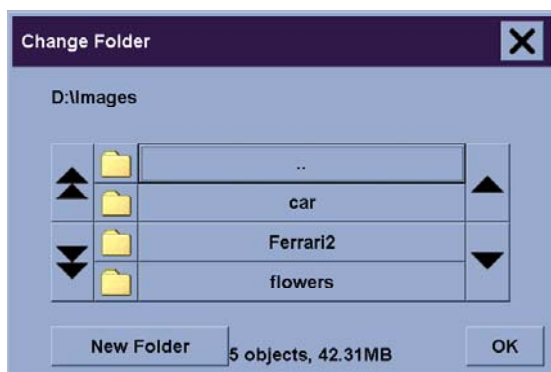 Change Folder
D:\Images
..
car
Ferrari2
flowers
New Folder
5 objects, 42.31MB
OK